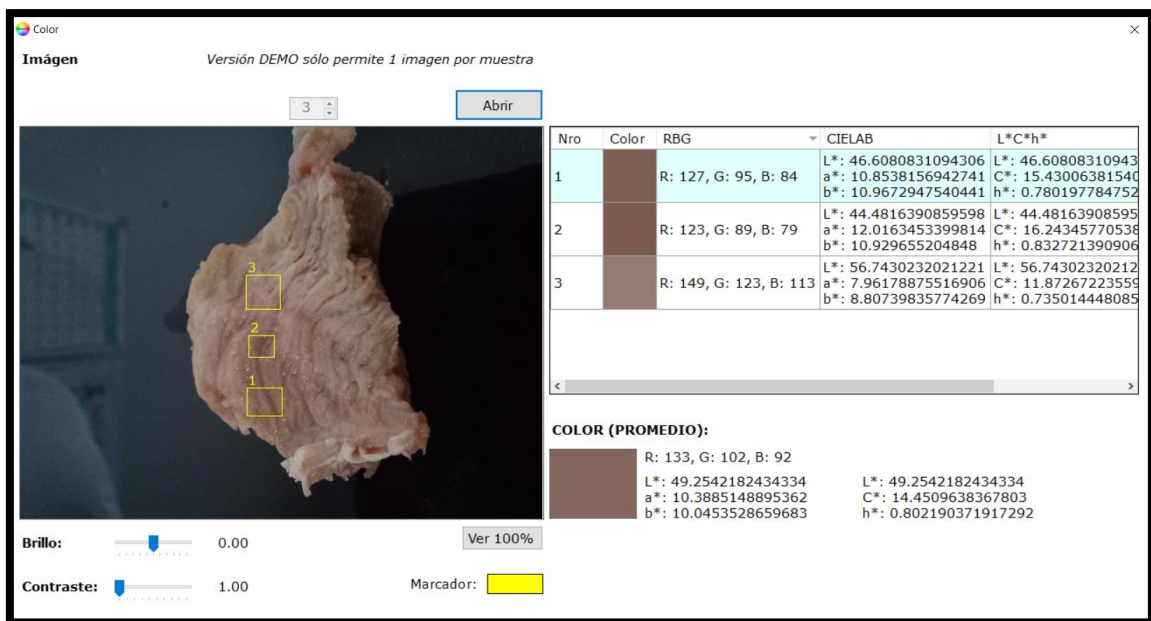 Color
Imágen
Versión DEMO sólo permite 1 imagen por muestra
3
Abrir
3
2
1
Nro Color RBG CIELAB L*C*h*
1 R: 127, G: 95, B: 84
L*: 46.6080831094306 L*: 46.60808310943
a*: 10.8538156942741 C*: 15.43006381540
b*: 10.9672947540441 h*: 0.780197784752
2 R: 123, G: 89, B: 79
L*: 44.4816390859598 L*: 44.48163908595
a*: 12.0163453399814 C*: 16.24345770538
b*: 10.929655204848 h*: 0.832721390906
3 R: 149, G: 123, B: 113
L*: 56.7430232021221 L*: 56.74302320212
a*: 7.96178875516906 C*: 11.87267223559
b*: 8.80739835774269 h*: 0.735014448085
COLOR (PROMEDIO):
R: 133, G: 102, B: 92
L*: 49.2542182434334 L*: 49.2542182434334
a*: 10.3885148895362 C*: 14.4509638367803
b*: 10.0453528659683 h*: 0.802190371917292
Brillo: 0.00 Ver 100%
Contraste: 1.00 Marcador: